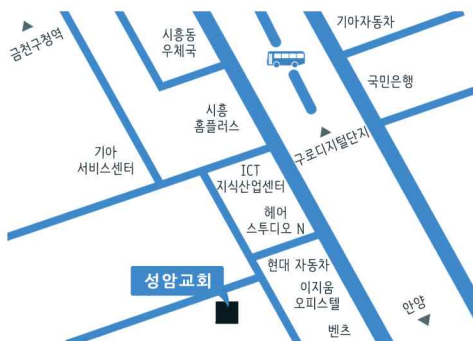 금천구청역
시흥동
우체국
기아자동차
국민은행
시흥
홈플러스
구로디지털단지
기아
서비스센터
ICT
지식산업센터
헤어
스투디오 N
현대 자동차
이지움
오피스텔
성암교회
안양
벤츠